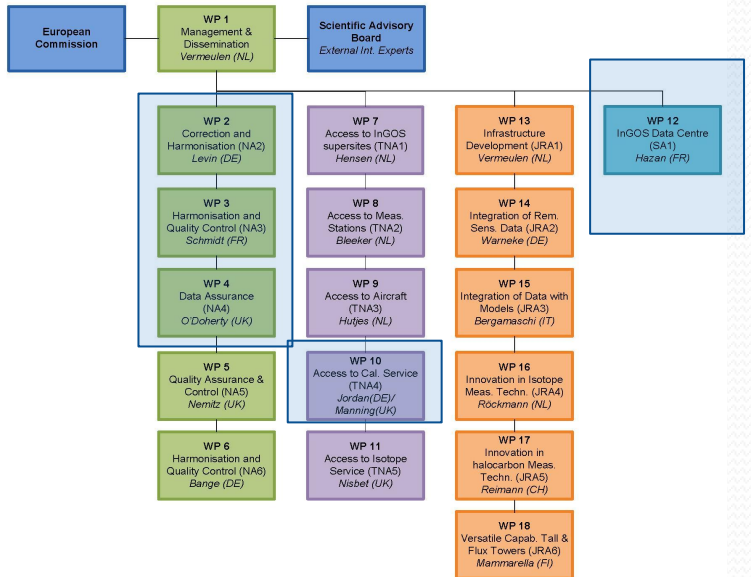 European
Commission
WP 1
Management &
Dissemination
Vermeulen (NL)
Scientific Advisory
Board
External Int. Experts
WP 2
Correction and
Harmonisation (NA2)
Levin (DE)
WP 3
Harmonisation and
Quality Control (NA3)
Schmidt (FR)
WP 4
Data Assurance
(NA4)
O'Doherty (UK)
WP 5
Quality Assurance &
Control (NA5)
Nemitz (UK)
WP 6
Harmonisation and
Quality Control (NA6)
Bange (DE)
WP 7
Access to InGOS
supersites (TNA1)
Hensen (NL)
WP 8
Access to Meas.
Stations (TNA2)
Bleeker (NL)
WP 9
Access to Aircraft
(TNA3)
Hutjes (NL)
WP 10
Access to Cal. Service
(TNA4)
Jordan(DE)/
Manning(UK)
WP 11
Access to Isotope
Service (TNA5)
Nisbet (UK)
WP 13
Infrastructure
Development (JRA1)
Vermeulen (NL)
WP 14
Integration of Rem.
Sens. Data (JRA2)
Warneke (DE)
WP 15
Integration of Data with
Models (JRA3)
Bergamaschi (IT)
WP 16
Innovation in Isotope
Meas. Techn. (JRA4)
Röckmann (NL)
WP 17
Innovation in
halocarbon Meas.
Techn. (JRA5)
Reimann (CH)
WP 18
Versatile Capab. Tall &
Flux Towers (JRA6)
Mammarella (FI)
WP 12
InGOS Data Centre
(SA1)
Hazan (FR)